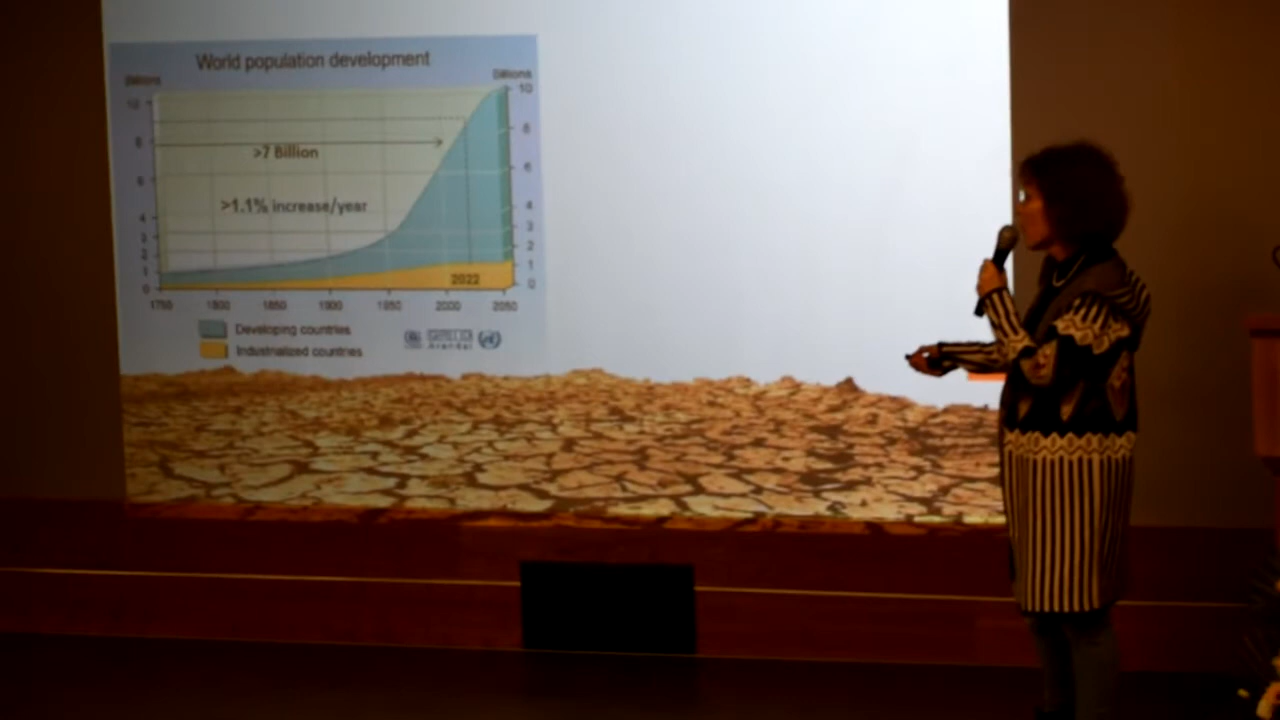 World population development
Billions Billions
10
8
6
4
3
2
1
0
10
8
6
4
3
2
1
0
>7 Billion
>1.1% increase/year
2022
1750 1800 1850 1900 1950 2000 2050
Developing countries
Industrialized countries
Arendal